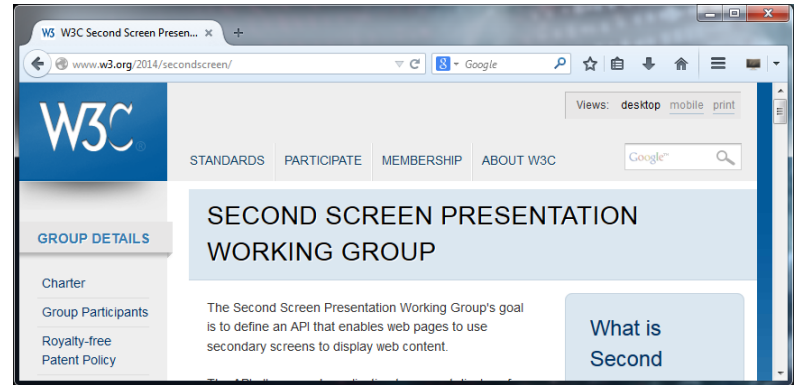 W3 W3C Second Screen Presen...
www.w3.org/2014/secondscreen/
Google
Views: desktop mobile print
W3C®
STANDARDS PARTICIPATE MEMBERSHIP ABOUT W3C
Google™
SECOND SCREEN PRESENTATION
WORKING GROUP
GROUP DETAILS
Charter
Group Participants
Royalty-free
Patent Policy
The Second Screen Presentation Working Group's goal
is to define an API that enables web pages to use
secondary screens to display web content.
What is
Second